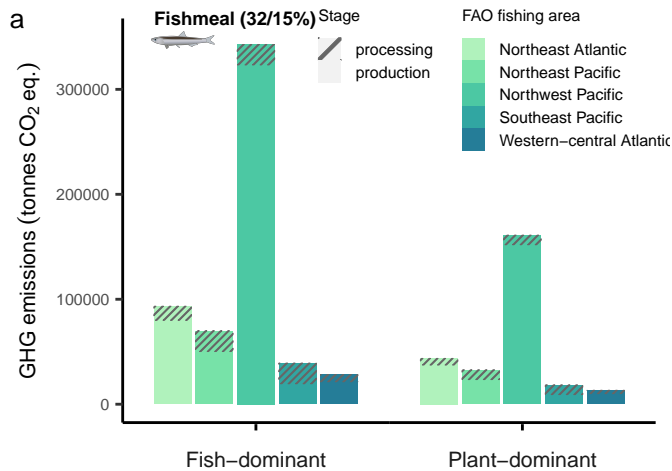 a
Fishmeal (32/15%)
Stage
processing
production
FAO fishing area
Northeast Atlantic
Northeast Pacific
Northwest Pacific
Southeast Pacific
Western−central Atlantic
GHG emissions (tonnes CO₂ eq.)
300000
200000
100000
0
Fish−dominant
Plant−dominant